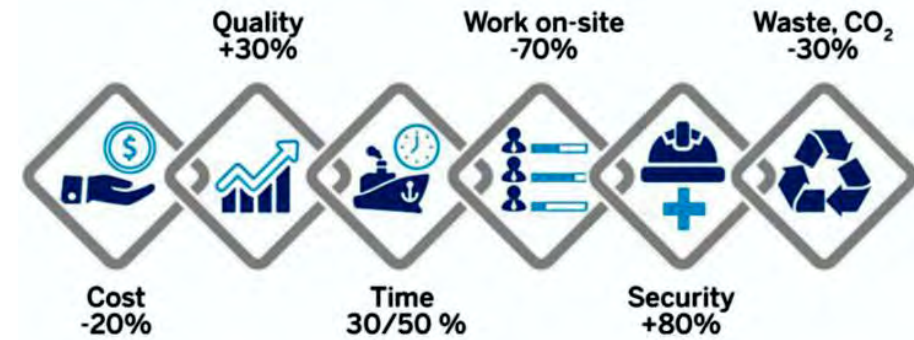 Quality
+30%
Work on-site
-70%
Waste, CO₂
-30%
$
Cost
-20%
Time
30/50 %
Security
+80%